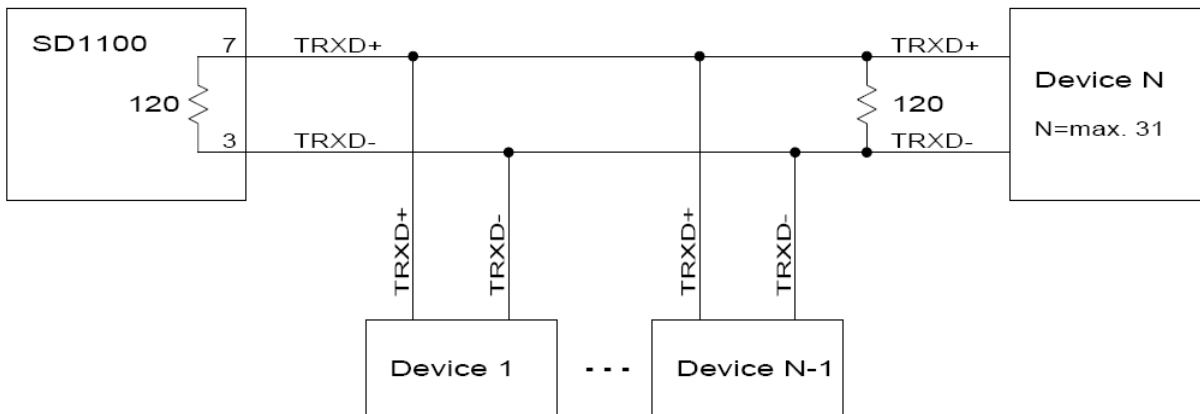 SD1100
7
TRXD+
TRXD+
Device N
120
120
N=max. 31
3
TRXD-
TRXD-
TRXD+
TRXD-
TRXD+
TRXD-
Device 1
- - -
Device N-1